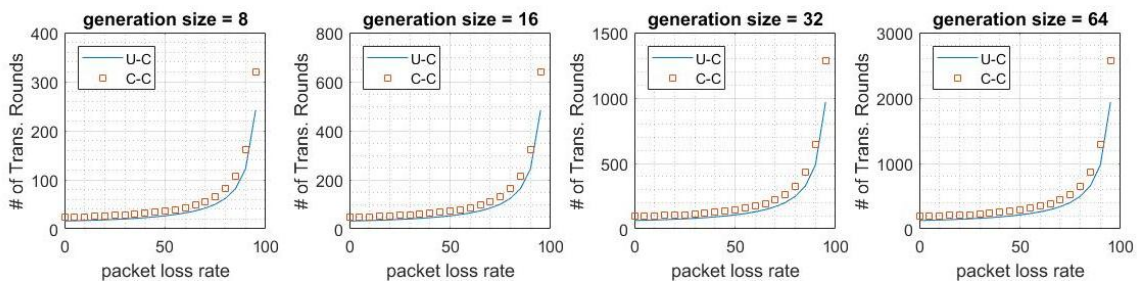 generation size = 8
400
300
200
100
0
U-C
C-C
# of Trans. Rounds
0
50
100
packet loss rate
generation size = 16
800
600
400
200
0
U-C
C-C
# of Trans. Rounds
0
50
100
packet loss rate
generation size = 32
1500
1000
500
0
U-C
C-C
# of Trans. Rounds
0
50
100
packet loss rate
generation size = 64
3000
2000
1000
0
U-C
C-C
# of Trans. Rounds
0
50
100
packet loss rate